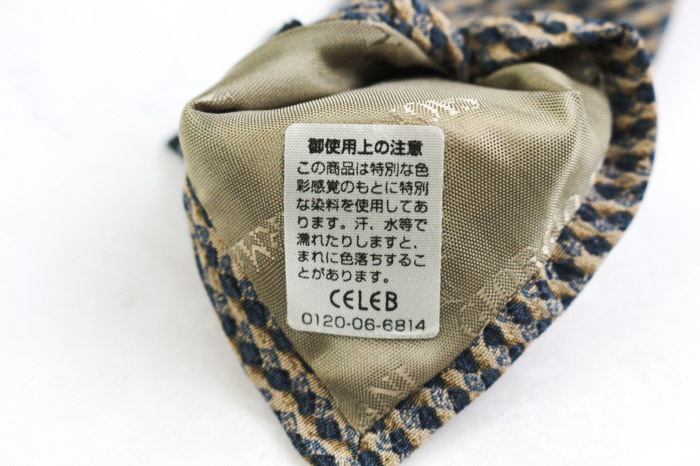 御使用上の注意
この商品は特別な色
彩感覚のもとに特別
な染料を使用してあ
ります。汗、水等で
濡れたりしますと、
まれに色落ちするこ
とがあります。
CELEB
0120-06-6814